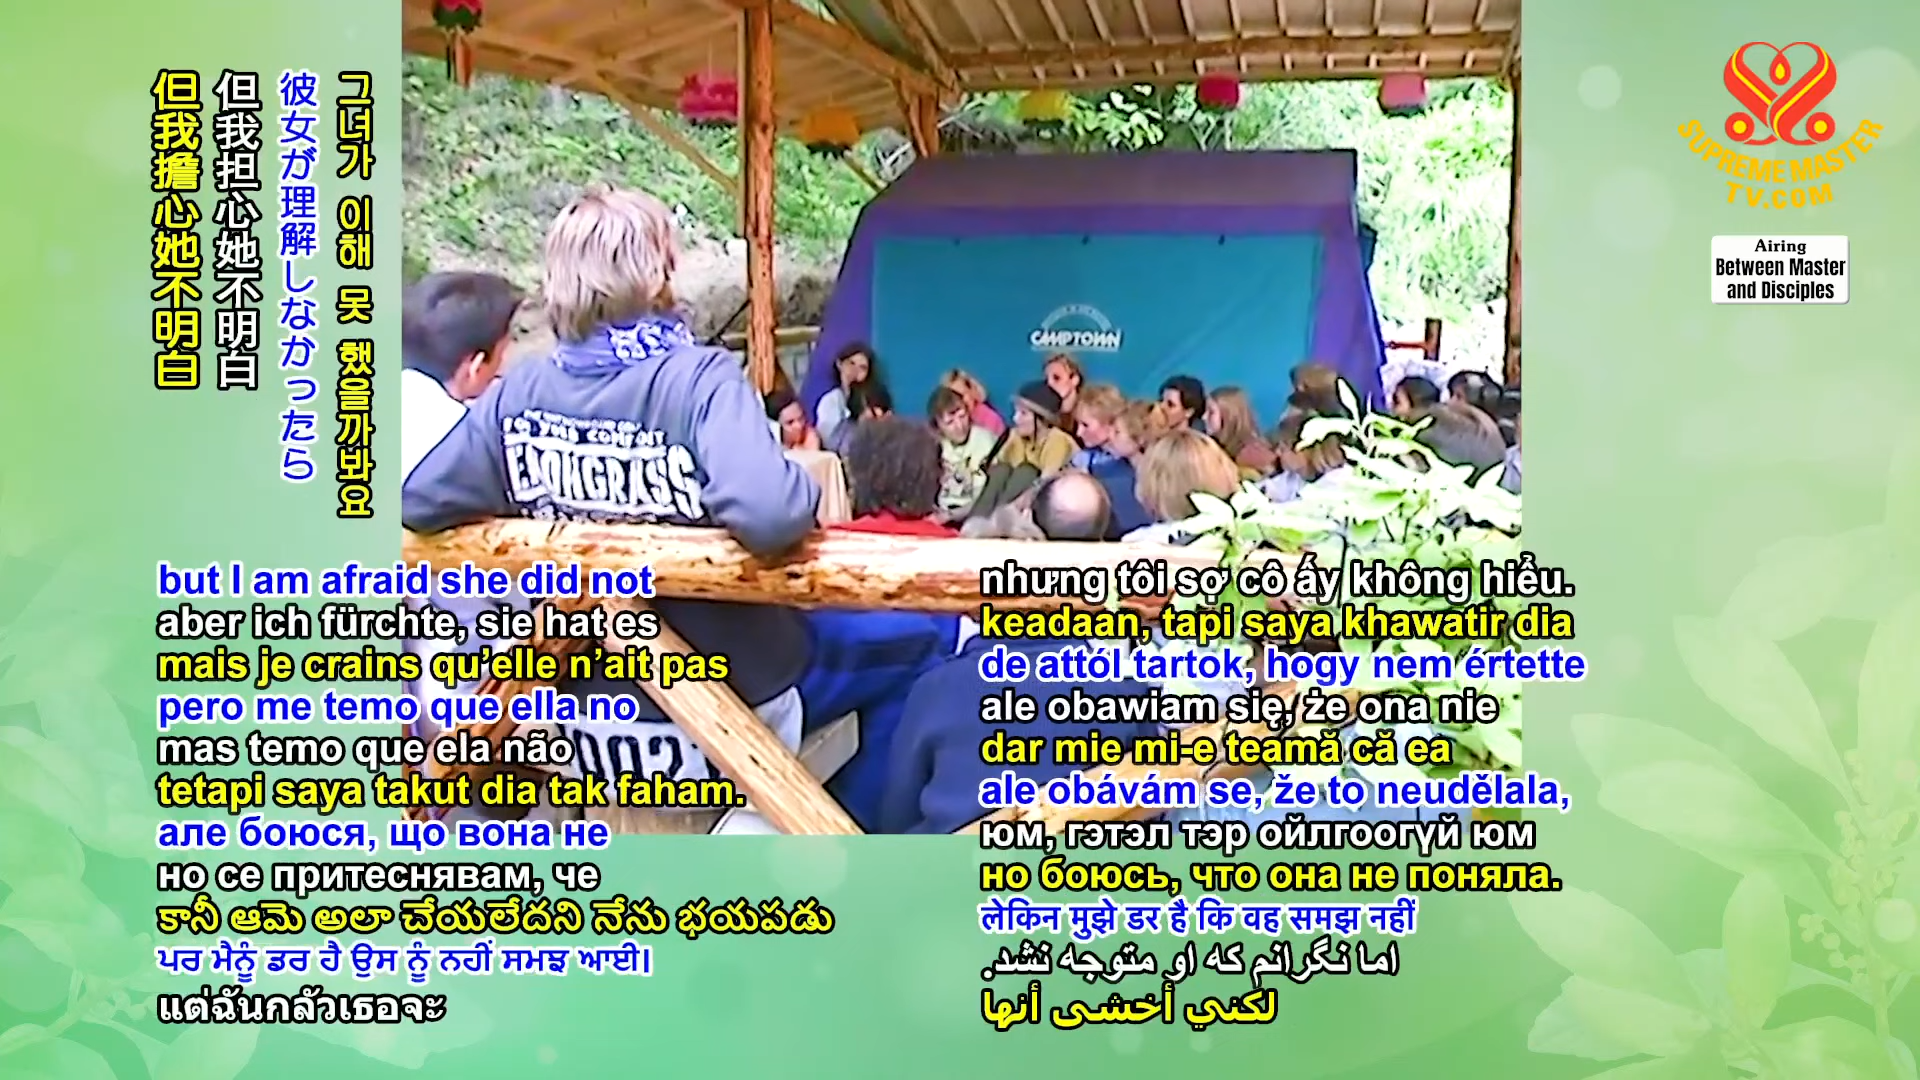 但我擔心她不明白
但我担心她不明白
彼女が理解しなかったら
그녀가 이해 못 했을까봐요
SUPREME MASTER
TV.COM
Airing
Between Master
and Disciples
CAMPTOWN
but I am afraid she did not
aber ich fürchte, sie hat es
mais je crains qu’elle n’ait pas
pero me temo que ella no
mas temo que ela não
tetapi saya takut dia tak faham.
але боюся, що вона не
но се притеснявам, че
కానీ ఆమె అలా చేయలేదని నేను భయపడు
ਪਰ ਮੈਨੂੰ ਡਰ ਹੈ ਉਸ ਨੂੰ ਨਹੀਂ ਸਮਝ ਆਈ।
แต่ฉันกลัวเธอจะ
nhưng tôi sợ cô ấy không hiểu.
keadaan, tapi saya khawatir dia
de attól tartok, hogy nem értette
ale obawiam się, że ona nie
dar mie mi-e teamă că ea
ale obávám se, že to neudělala,
юм, гэтэл тэр ойлгоогүй юм
но боюсь, что она не поняла.
लेकिन मुझे डर है कि वह समझ नहीं
اما نگرانم که او متوجه نشد.
لكني أخشى أنها